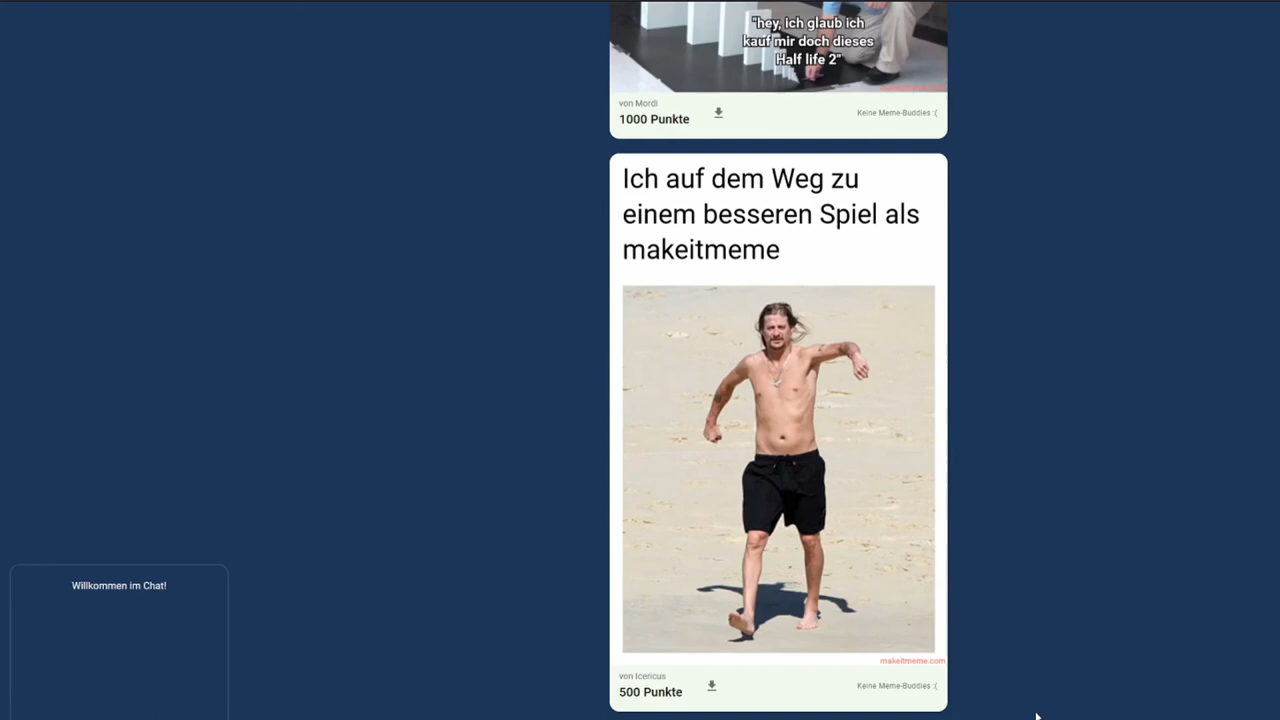 "hey, ich glaub ich
kauf mir doch dieses
Half life 2"
makeitmeme.com
von Mordi
1000 Punkte
Keine Meme-Buddies :(
Ich auf dem Weg zu
einem besseren Spiel als
makeitmeme
makeitmeme.com
von Icericus
500 Punkte
Keine Meme-Buddies :(
Willkommen im Chat!